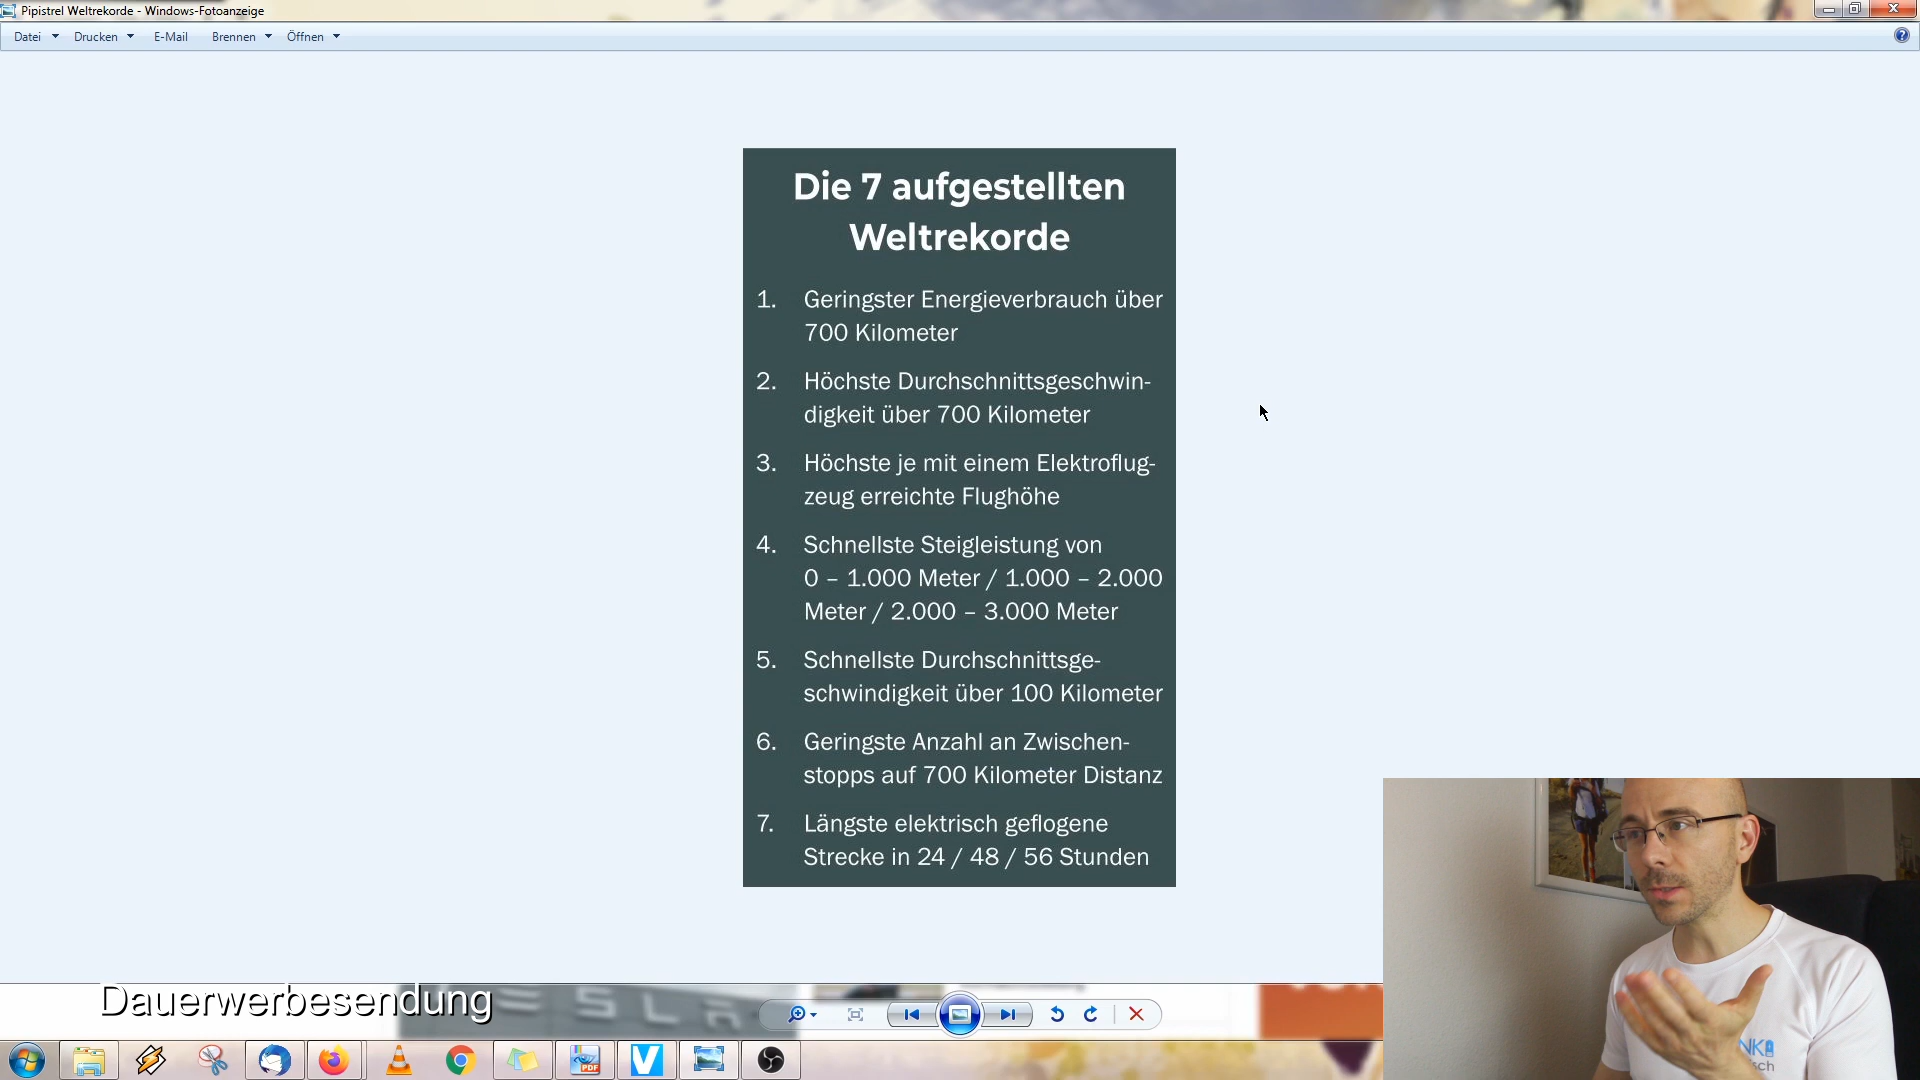 Pipistrel Weltrekorde - Windows-Fotoanzeige
Datei Drucken E-Mail Brennen Öffnen
Die 7 aufgestellten
Weltrekorde
1. Geringster Energieverbrauch über
700 Kilometer
2. Höchste Durchschnittsgeschwin-
digkeit über 700 Kilometer
3. Höchste je mit einem Elektroflug-
zeug erreichte Flughöhe
4. Schnellste Steigleistung von
0 – 1.000 Meter / 1.000 – 2.000
Meter / 2.000 – 3.000 Meter
5. Schnellste Durchschnittsge-
schwindigkeit über 100 Kilometer
6. Geringste Anzahl an Zwischen-
stopps auf 700 Kilometer Distanz
7. Längste elektrisch geflogene
Strecke in 24 / 48 / 56 Stunden
Dauerwerbesendung
PDF